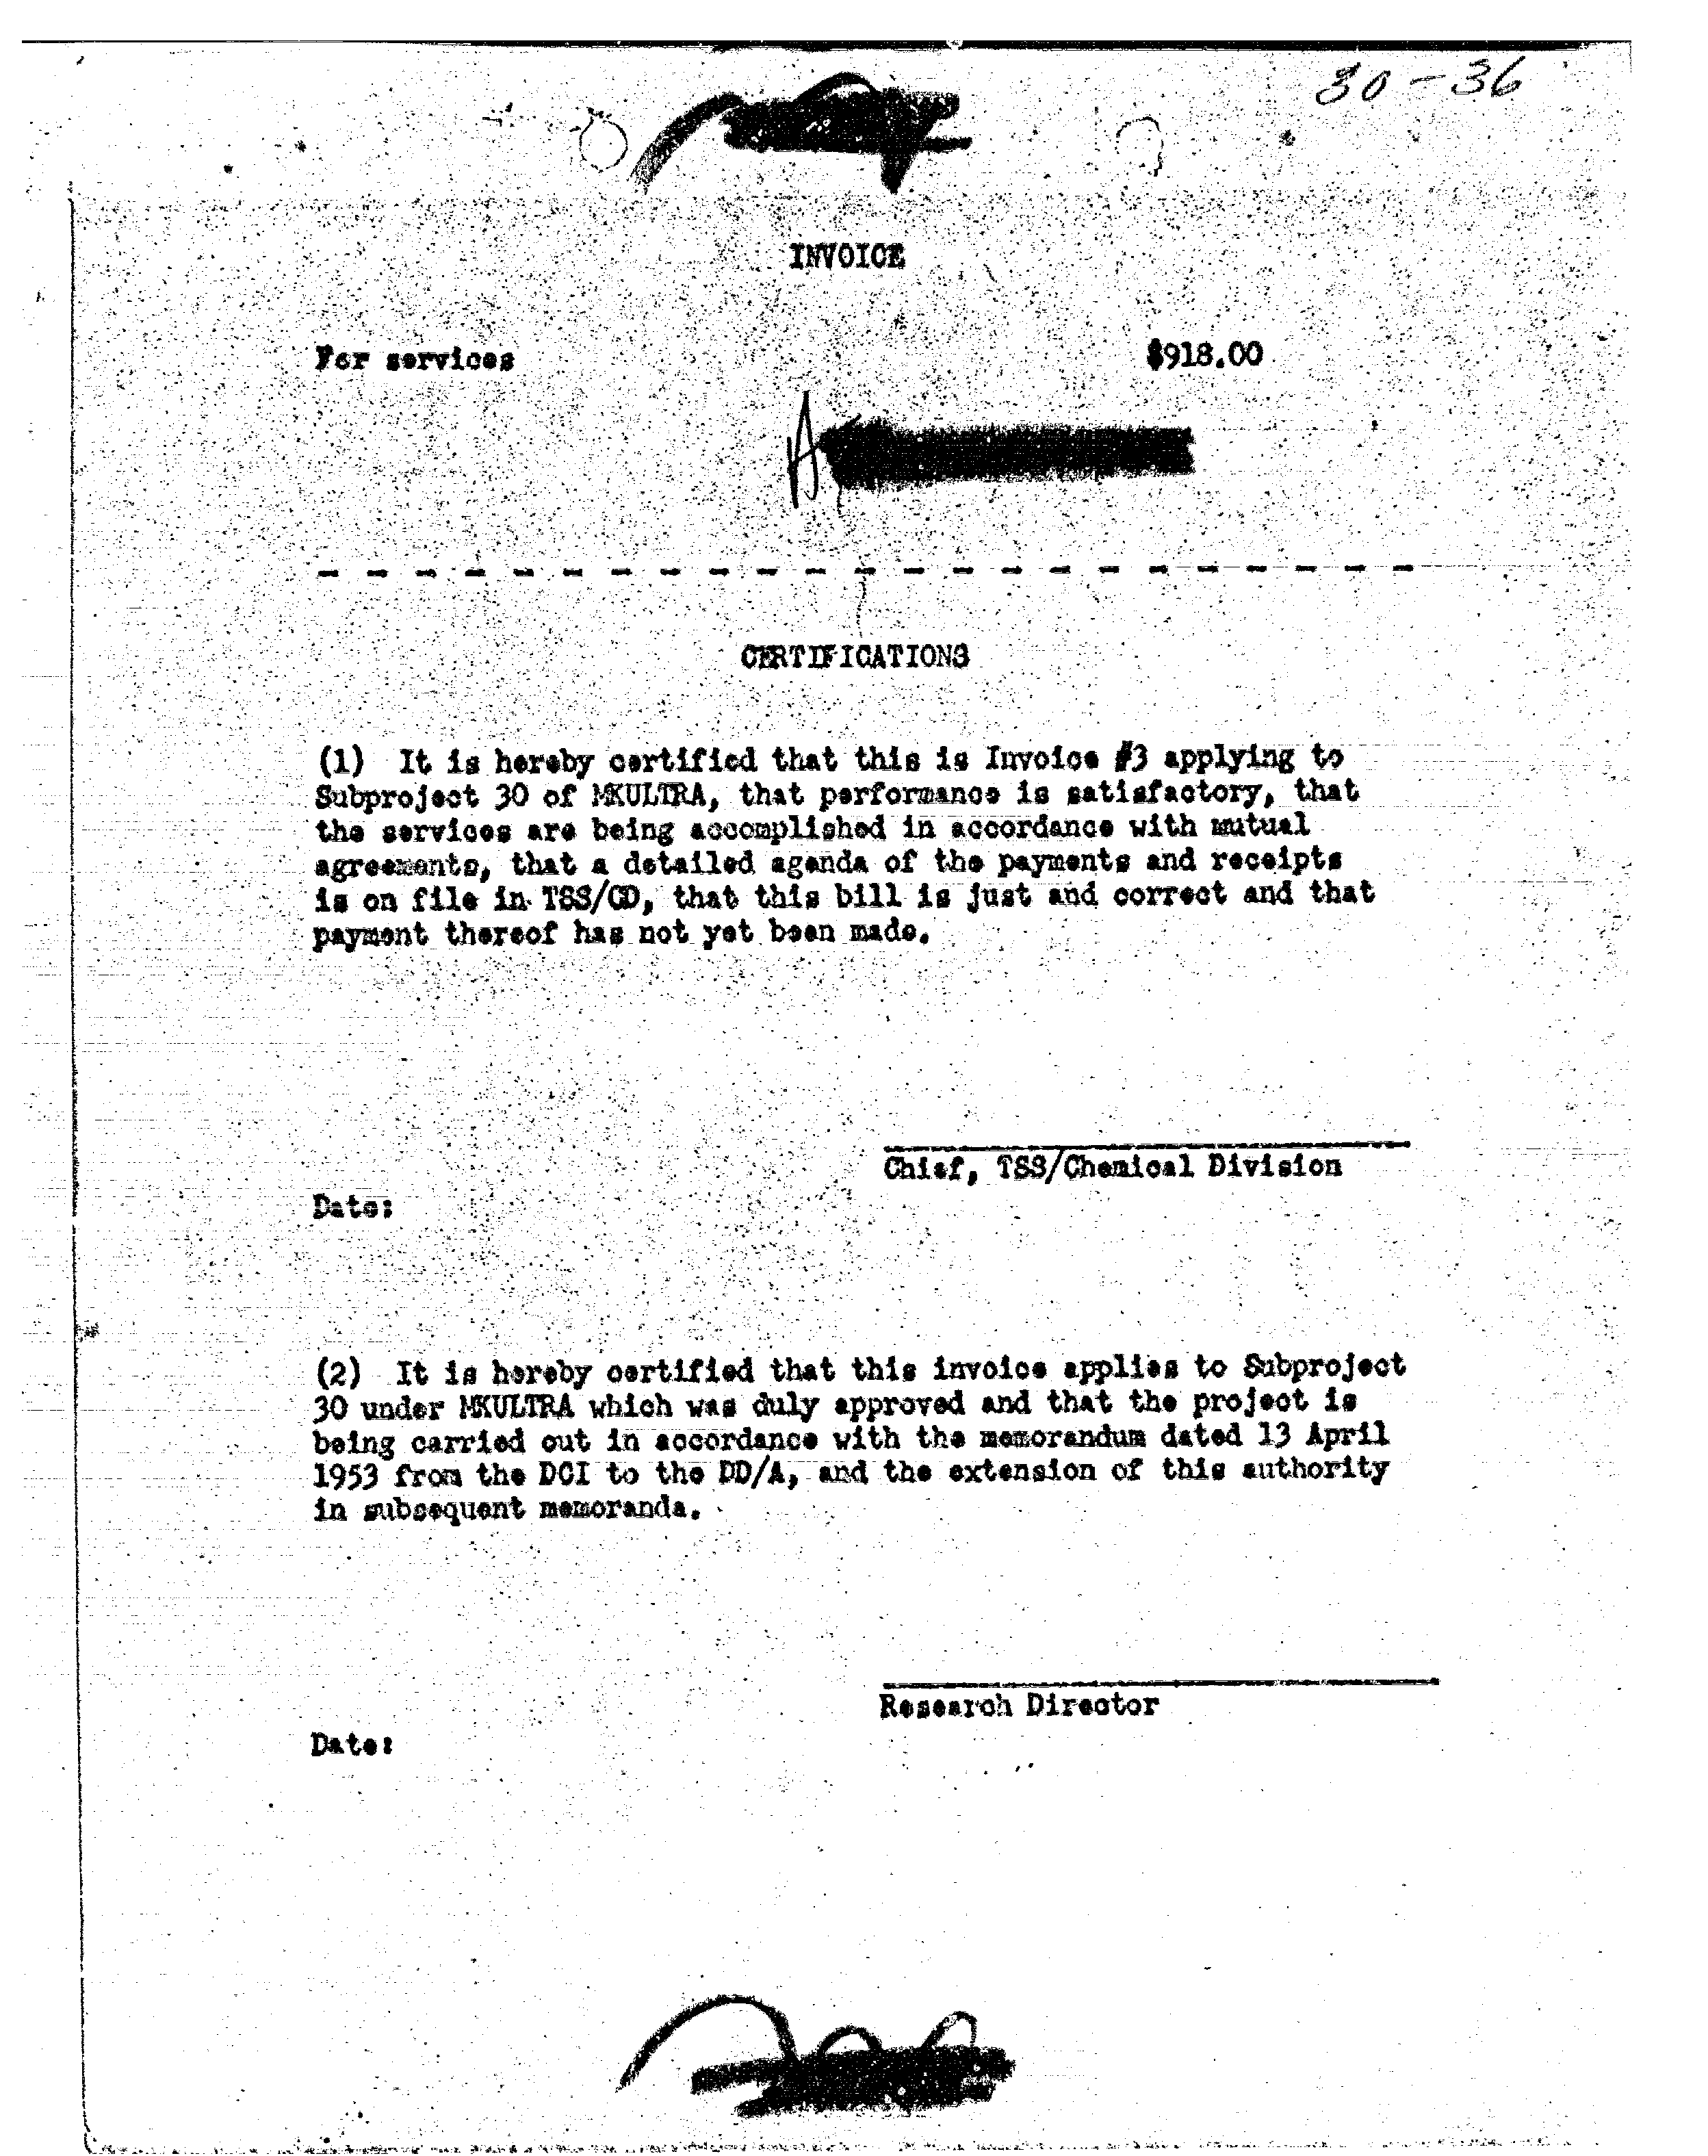 30-36
INVOICE
For services $918.00
A
CERTIFICATIONS
(1) It is hereby certified that this is Invoice #3 applying to
Subproject 30 of MKULTRA, that performance is satisfactory, that
the services are being accomplished in accordance with mutual
agreements, that a detailed agenda of the payments and receipts
is on file in TSS/CD, that this bill is just and correct and that
payment thereof has not yet been made.
Chief, TSS/Chemical Division
Date:
(2) It is hereby certified that this invoice applies to Subproject
30 under MKULTRA which was duly approved and that the project is
being carried out in accordance with the memorandum dated 13 April
1953 from the DCI to the DD/A, and the extension of this authority
in subsequent memoranda.
Research Director
Date: